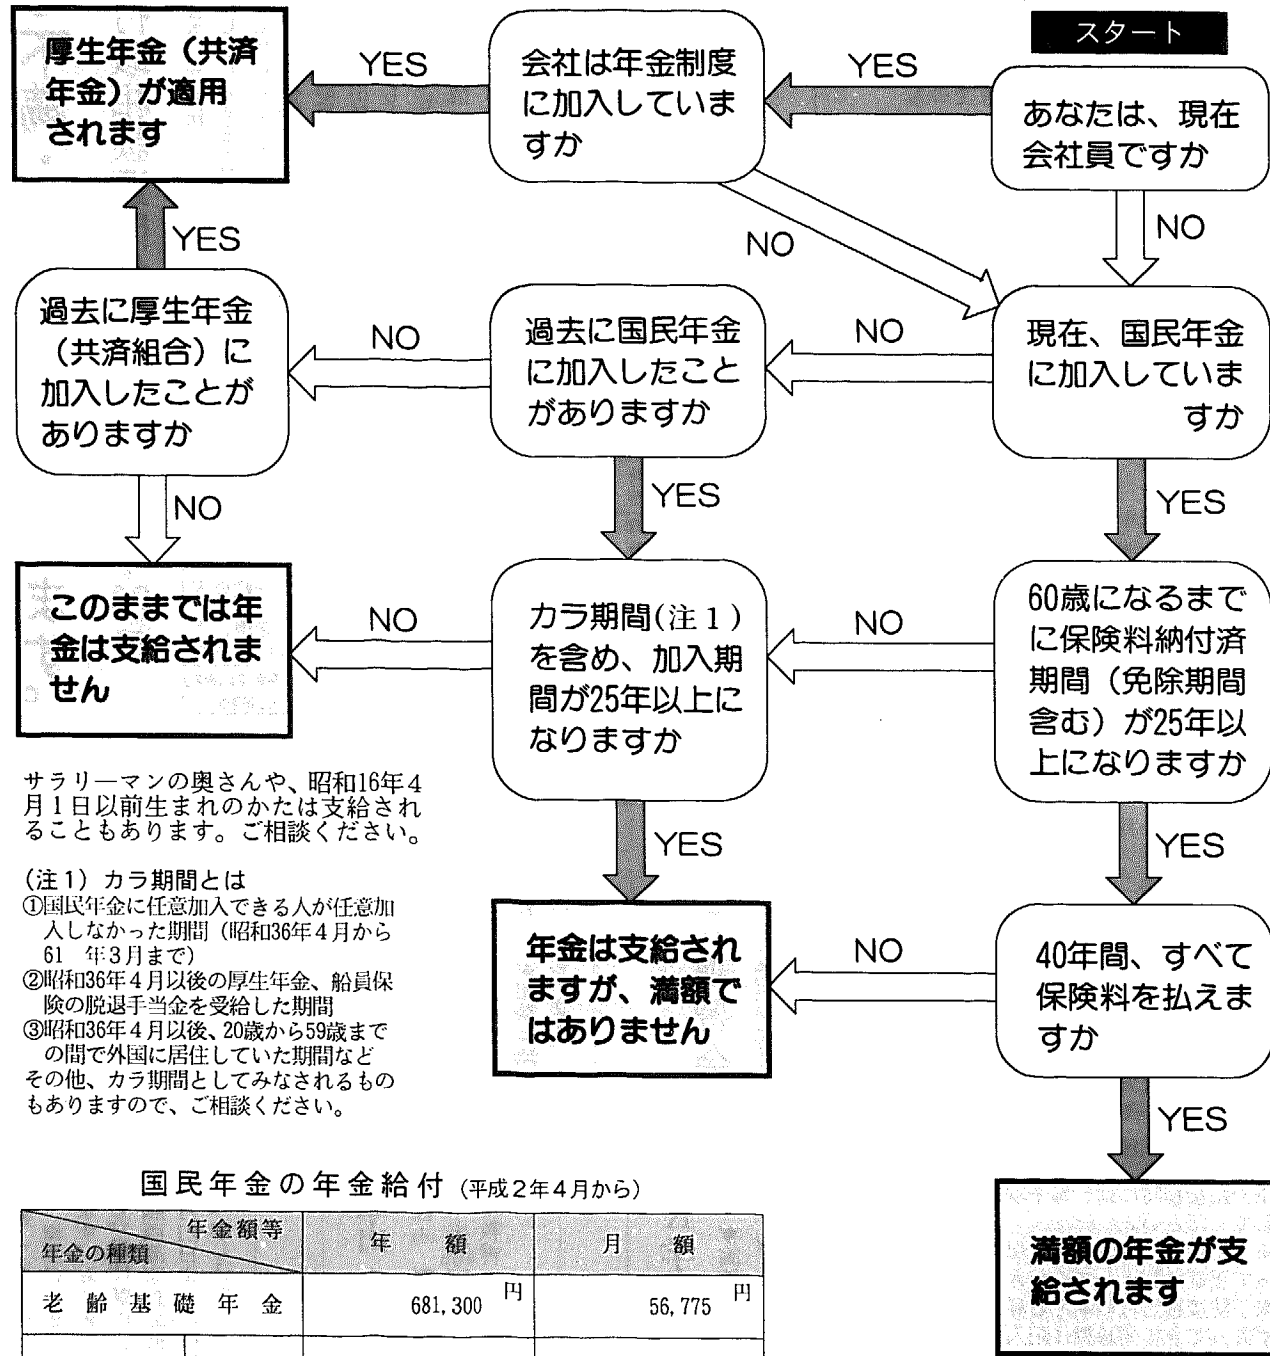 スタート
あなたは、現在
会社員ですか
YES
NO
会社は年金制度
に加入していま
すか
YES
NO
厚生年金（共済
年金）が適用
されます
現在、国民年金
に加入していま
すか
NO
YES
過去に国民年金
に加入したこと
がありますか
NO
YES
過去に厚生年金
（共済組合）に
加入したことが
ありますか
YES
NO
60歳になるまで
に保険料納付済
期間（免除期間
含む）が25年以
上になりますか
NO
YES
カラ期間(注１)
を含め、加入期
間が25年以上に
なりますか
NO
YES
このままでは年
金は支給されま
せん
40年間、すべて
保険料を払えま
すか
NO
YES
年金は支給され
ますが、満額で
はありません
満額の年金が支
給されます
サラリーマンの奥さんや、昭和16年４
月１日以前生まれのかたは支給され
ることもあります。ご相談ください。
(注１) カラ期間とは
①国民年金に任意加入できる人が任意加
入しなかった期間（昭和36年４月から
61 年３月まで）
②昭和36年４月以後の厚生年金、船員保
険の脱退手当金を受給した期間
③昭和36年４月以後、20歳から59歳まで
の間で外国に居住していた期間など
その他、カラ期間としてみなされるもの
もありますので、ご相談ください。
国民年金の年金給付 (平成２年４月から)
年金額等
年金の種類
年額
月額
老齢基礎年金
681,300円
56,775円